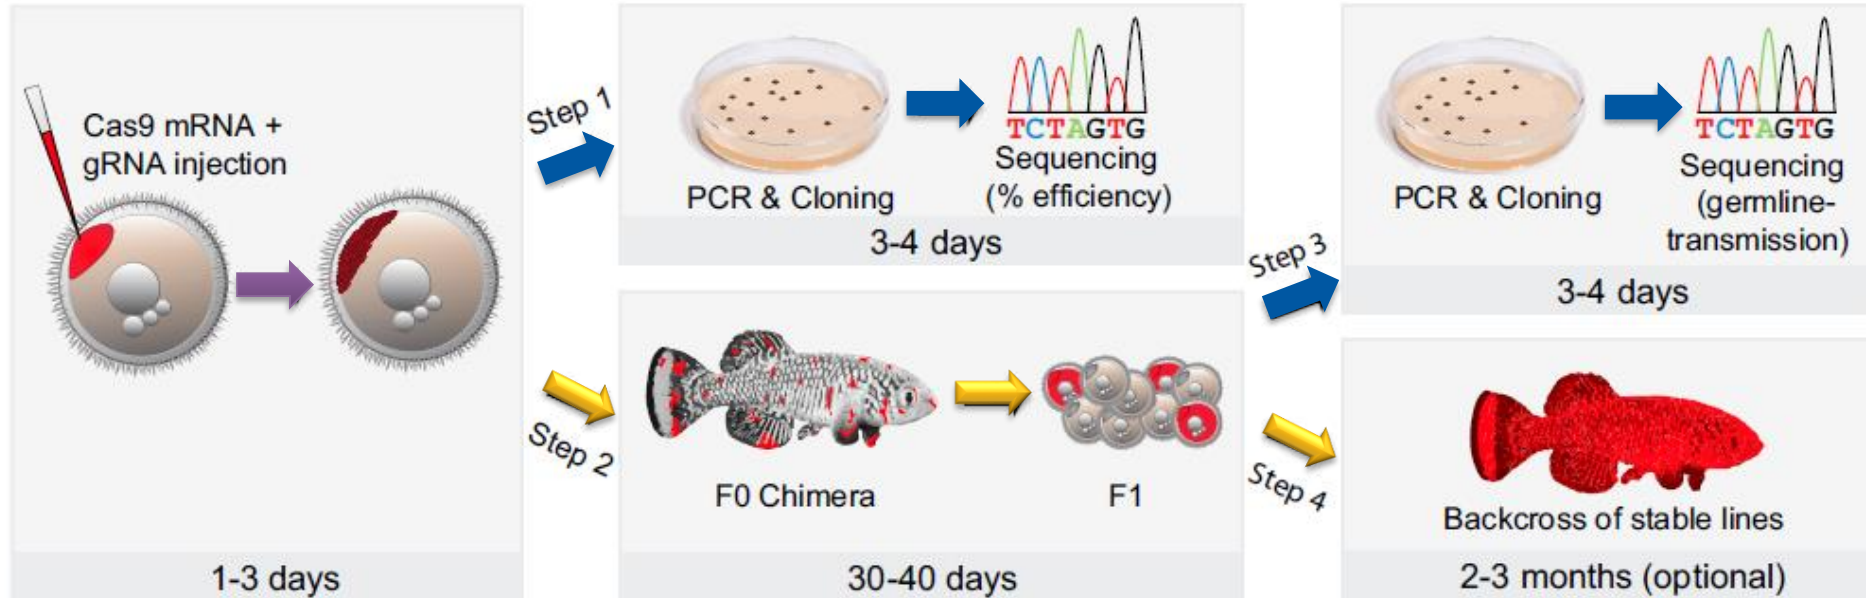 Cas9 mRNA +
gRNA injection
1-3 days
Step 1
Step 2
TCTAGTG
PCR & Cloning
Sequencing
(% efficiency)
3-4 days
F0 Chimera
F1
30-40 days
Step 3
Step 4
TCTAGTG
PCR & Cloning
Sequencing
(germline-
transmission)
3-4 days
Backcross of stable lines
2-3 months (optional)